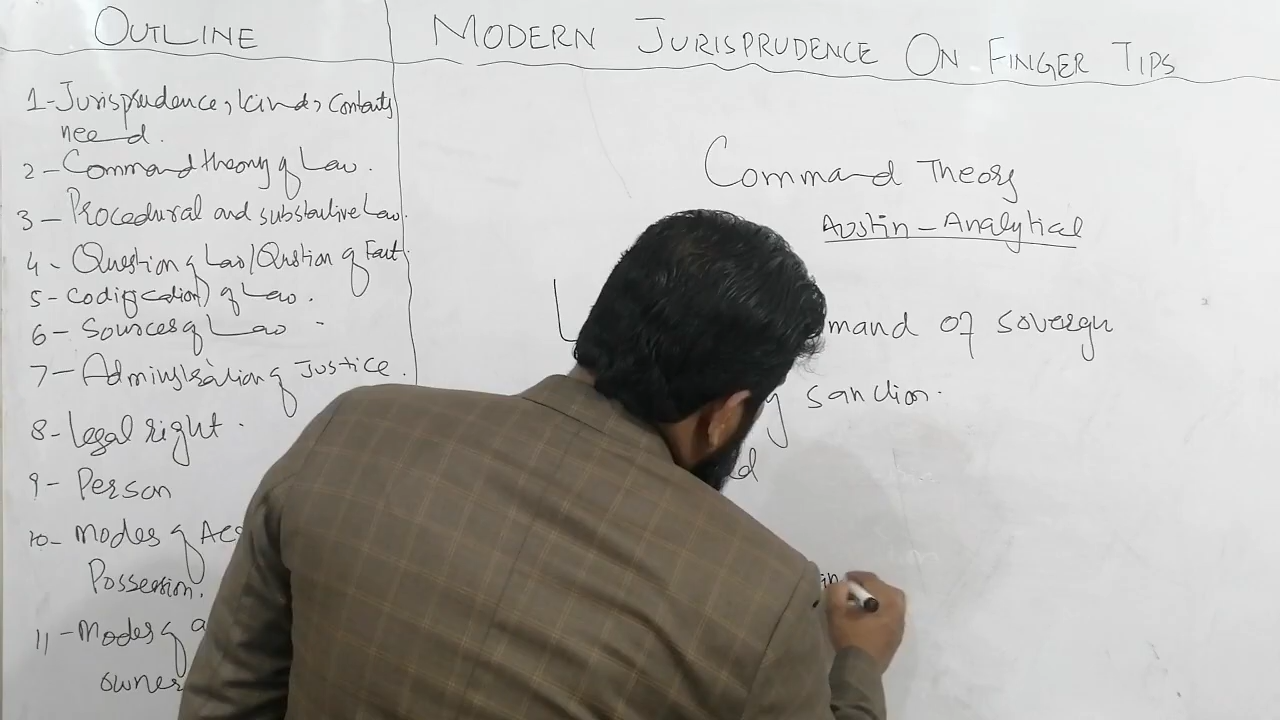 OUTLINE
1-Jurisprudence, kinds, contents
need.
2- Command theory of Law.
3- Procedural and substantive Law.
4- Question of Law/Question of Fact.
5- codification of Law.
6- Sources of Law
7- Administration of Justice.
8- Legal right.
9- Person
10- Modes of
Possession.
11-Modes of
MODERN JURISPRUDENCE ON FINGER TIPS
Command Theory
Austin-Analytical
mand of sovergn
sanction.